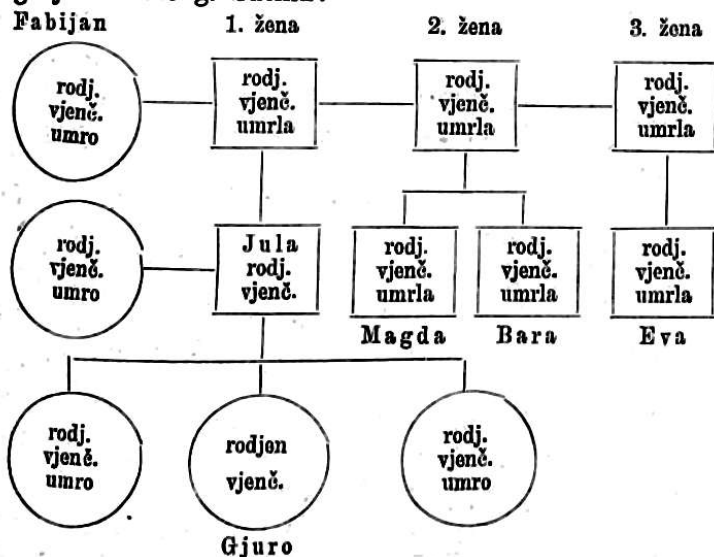 Fabijan 1. žena 2. žena 3. žena
rodj. rodj. rodj. rodj.
vjenč. vjenč. vjenč. vjenč.
umro umrla umrla umrla
rodj. Jula rodj. rodj. rodj.
vjenč. rodj. vjenč. vjenč. vjenč.
umro vjenč. umrla umrla umrla
Magda Bara Eva
rodj. rodjen rodj.
vjenč. vjenč. vjenč.
umro umro
Gjuro